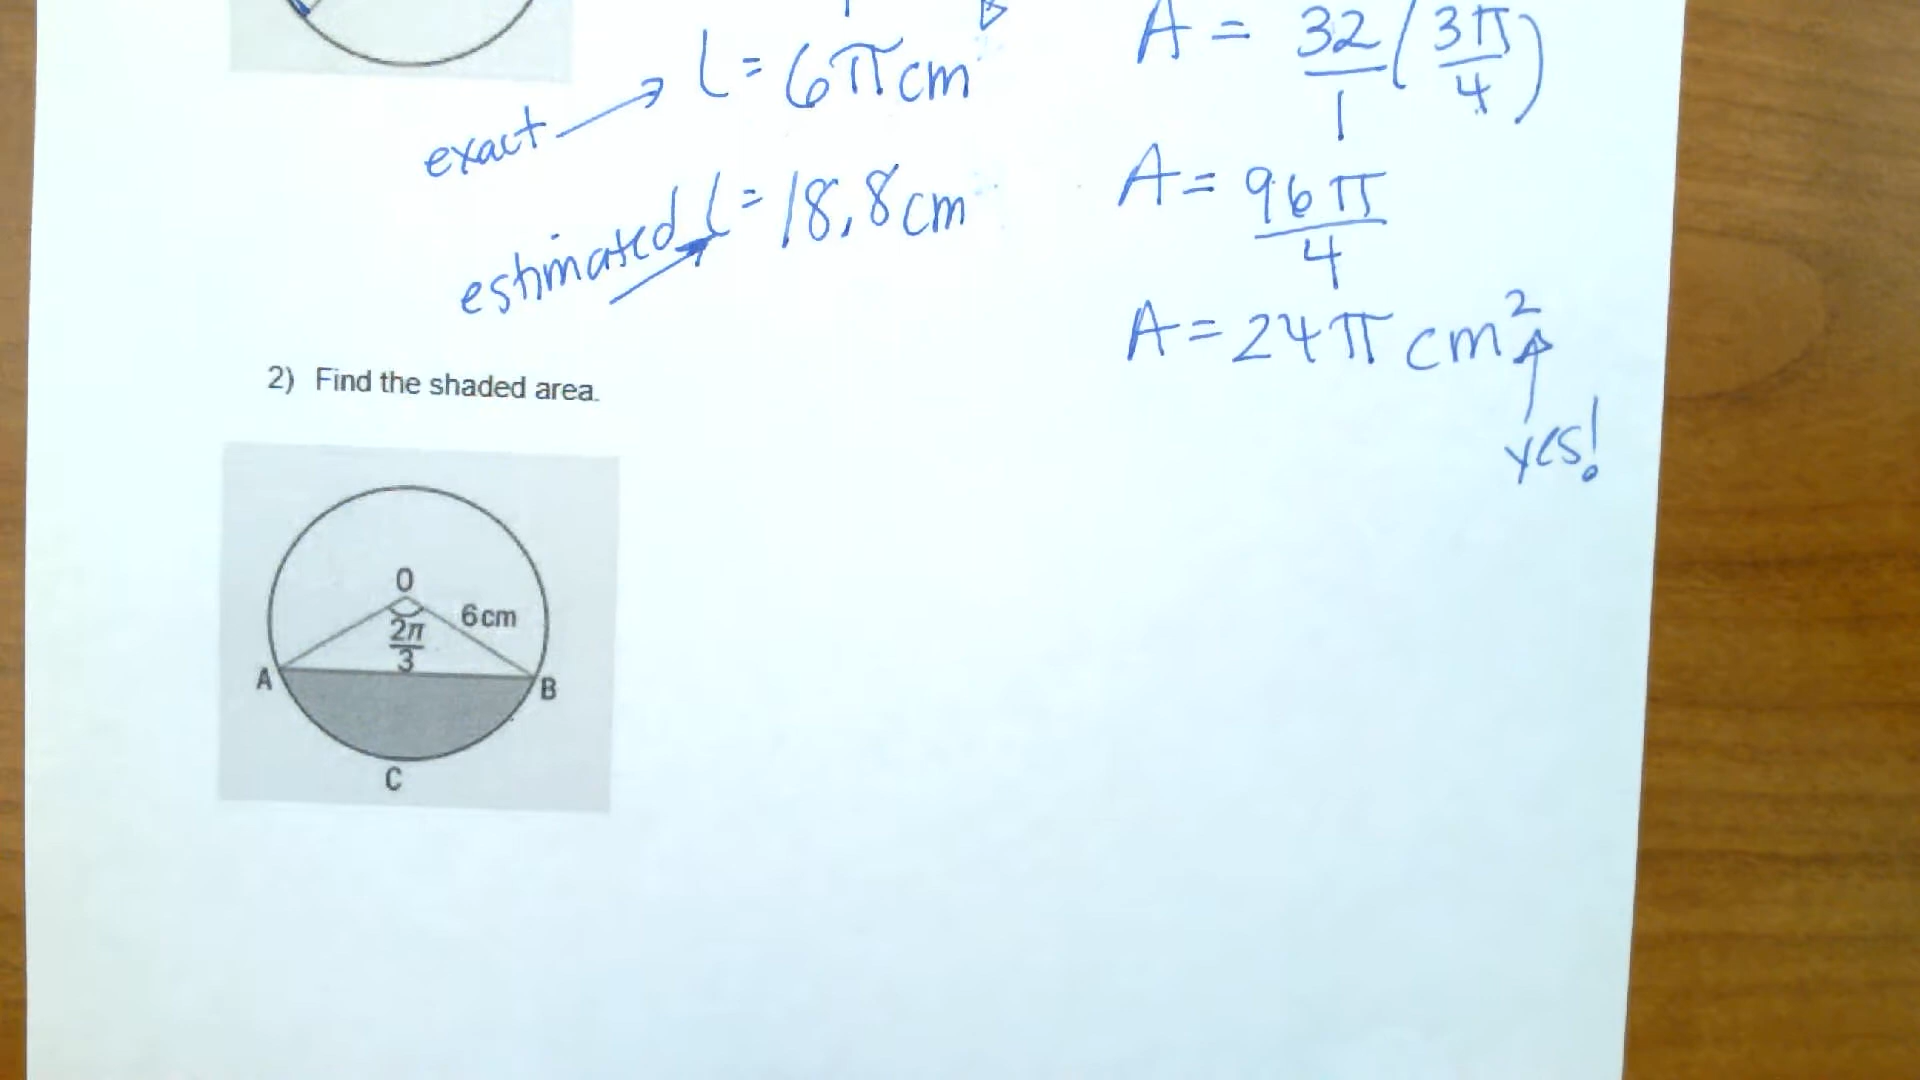 l = 6π cm
exact
estimated l = 18,8 cm
A = 32/1 (3π/4)
A = 96π/4
A = 24π cm²
yes!
2) Find the shaded area.
O
6cm
2π/3
A
B
C